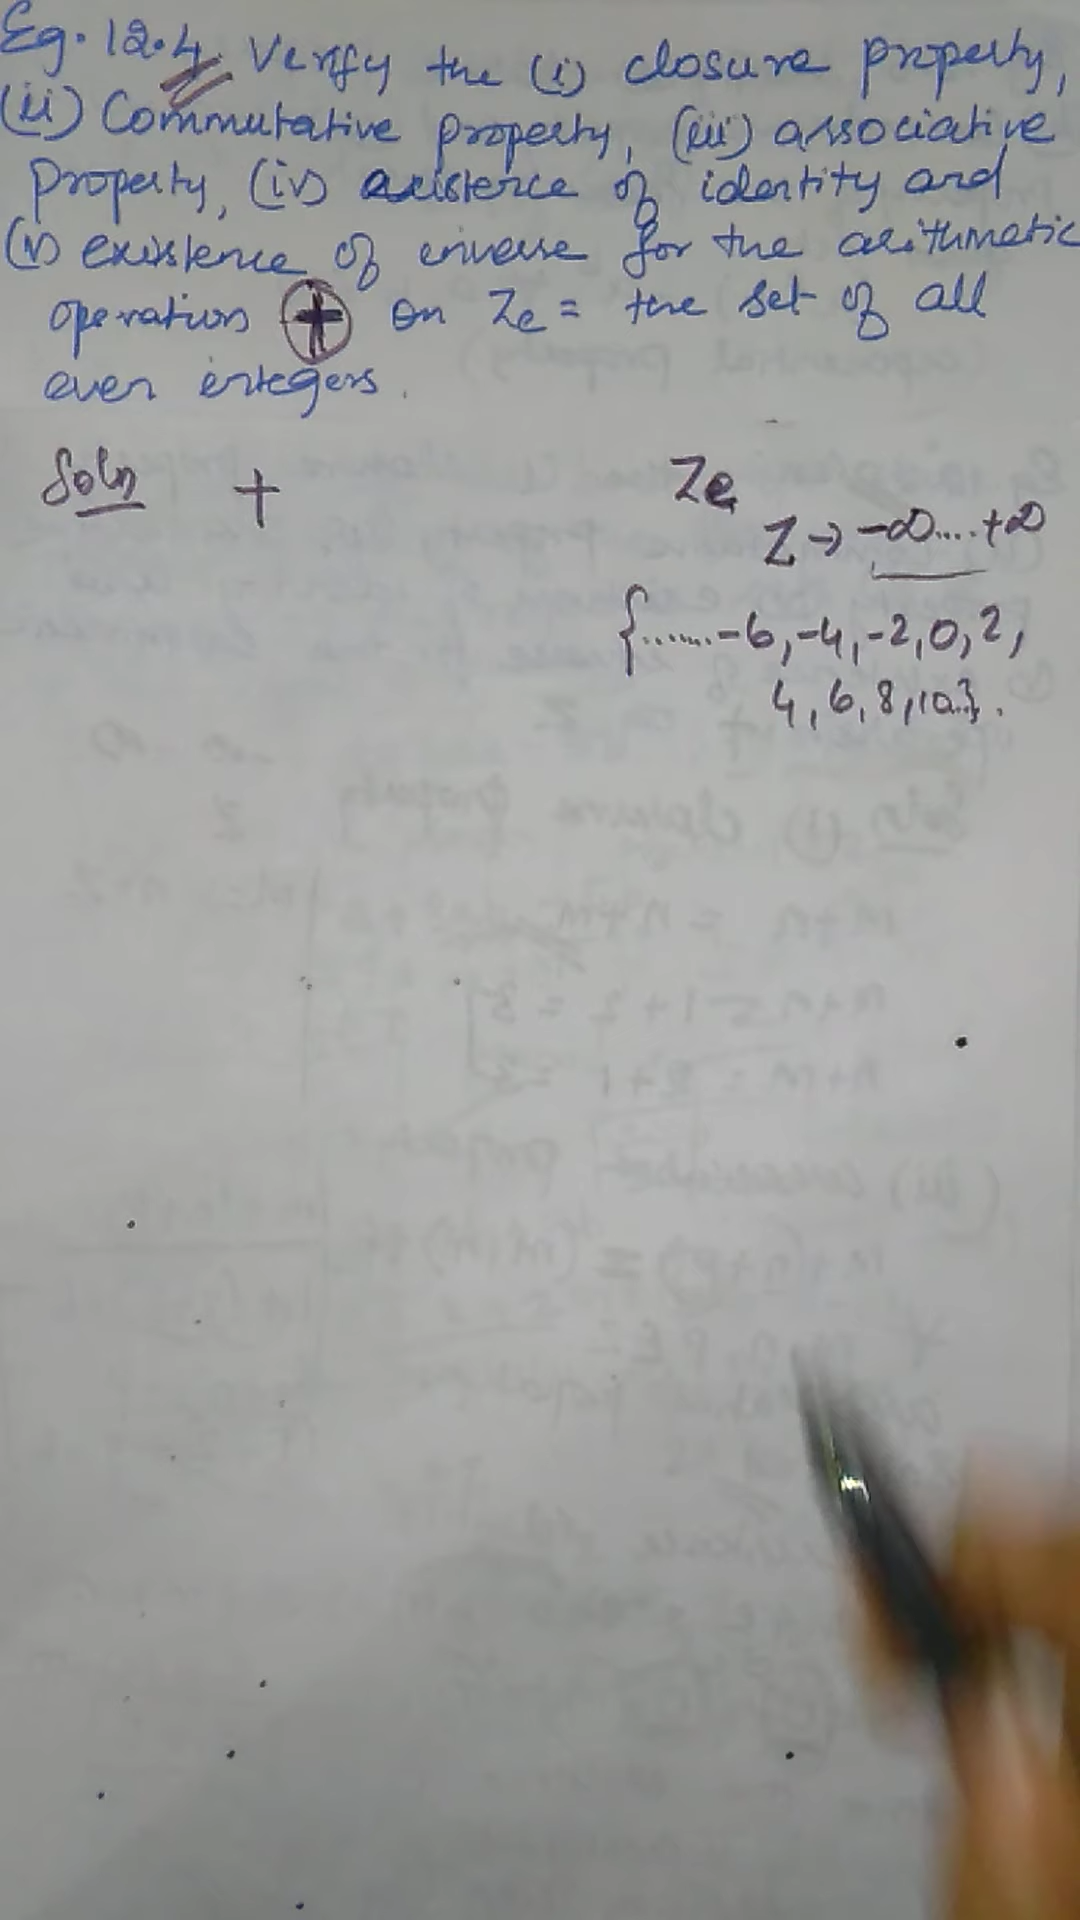 Eg. 12.4. Verify the (i) closure property,
(ii) Commutative property, (iii) associative
property, (iv) existence of identity and
(v) existence of inverse for the arithmetic
operation + on Ze = the set of all
even integers.
Soln +
Ze
Z → -∞....+∞
{.......-6,-4,-2,0,2,
4,6,8,10..}.